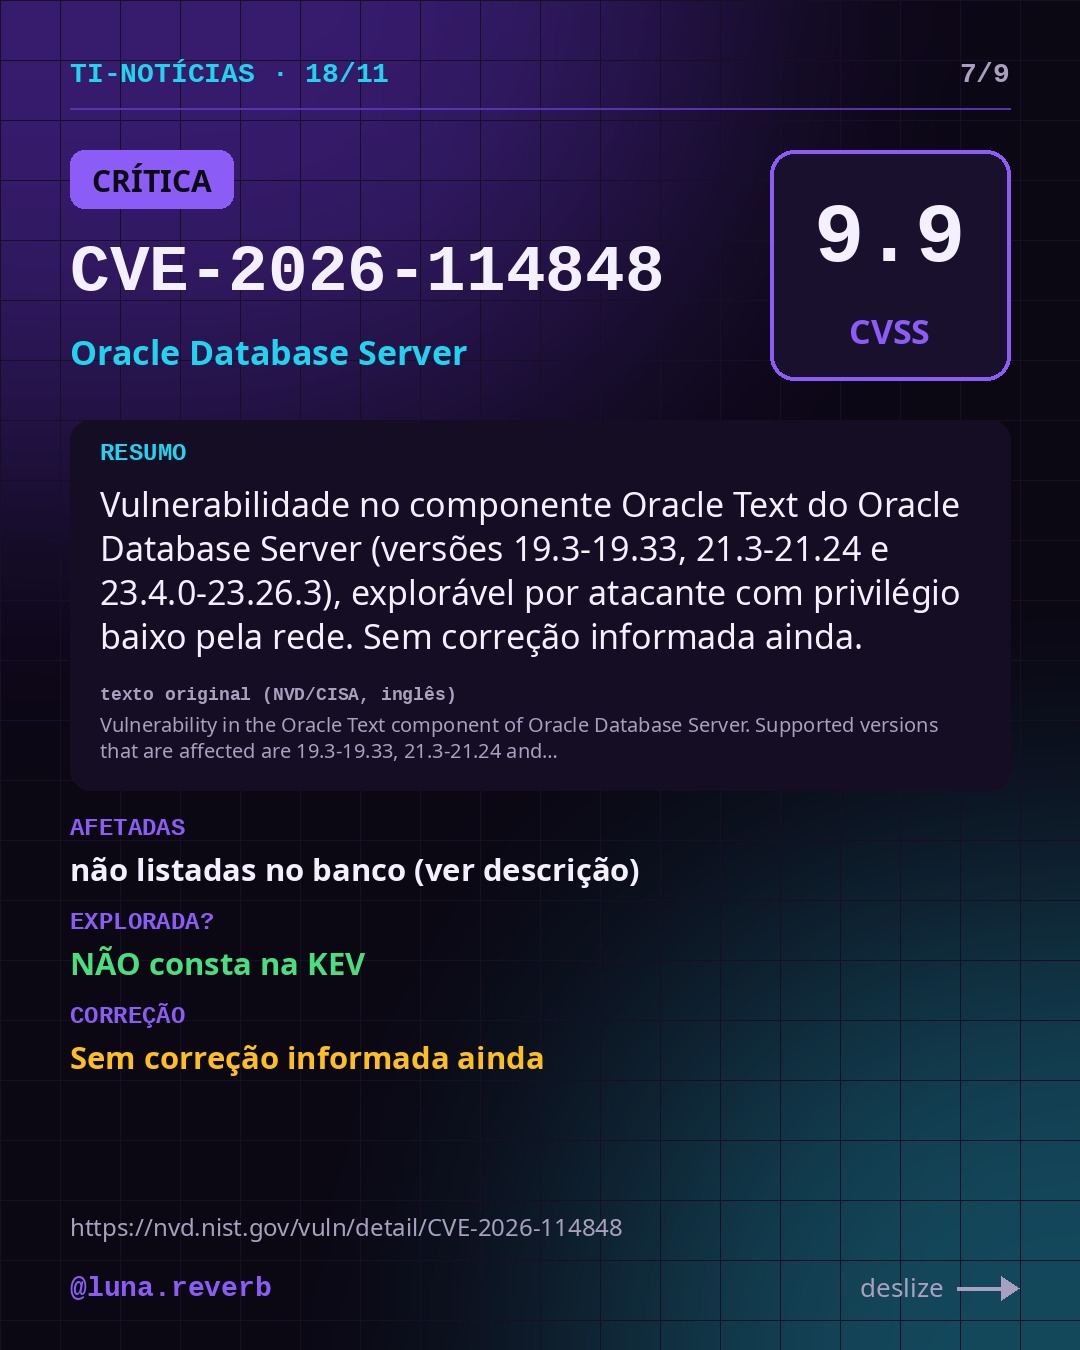 TI-NOTÍCIAS · 18/11
7/9
CRÍTICA
CVE-2026-114848
Oracle Database Server
9.9
CVSS
RESUMO
Vulnerabilidade no componente Oracle Text do Oracle
Database Server (versões 19.3-19.33, 21.3-21.24 e
23.4.0-23.26.3), explorável por atacante com privilégio
baixo pela rede. Sem correção informada ainda.
texto original (NVD/CISA, inglês)
Vulnerability in the Oracle Text component of Oracle Database Server. Supported versions
that are affected are 19.3-19.33, 21.3-21.24 and...
AFETADAS
não listadas no banco (ver descrição)
EXPLORADA?
NÃO consta na KEV
CORREÇÃO
Sem correção informada ainda
https://nvd.nist.gov/vuln/detail/CVE-2026-114848
@luna.reverb
deslize